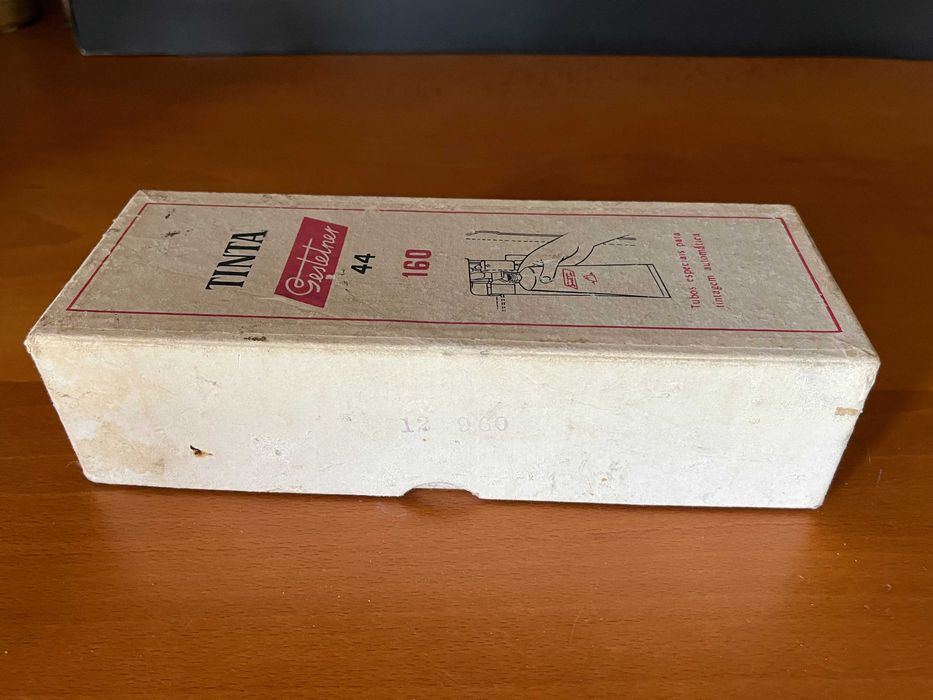 TINTA
Gestetner
44
160
Tubos especiais para
tintagem automática
12 960